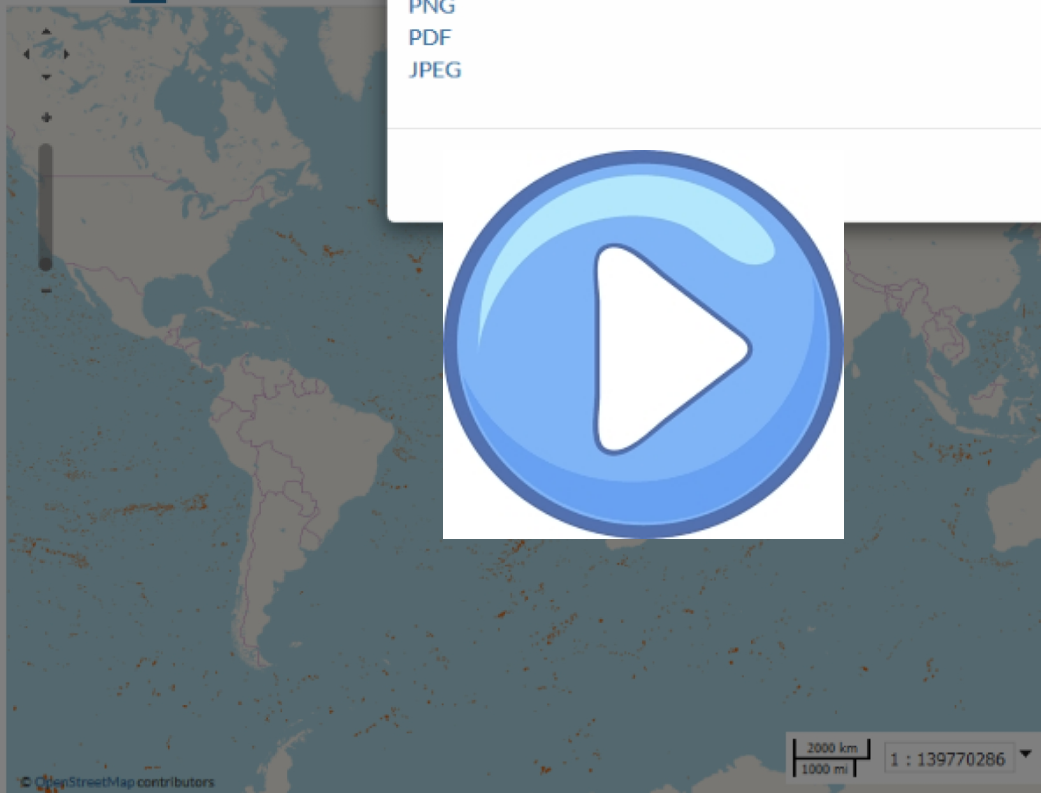 PNG
PDF
JPEG
2000 km
1000 mi
1 : 139770286
© OpenStreetMap contributors